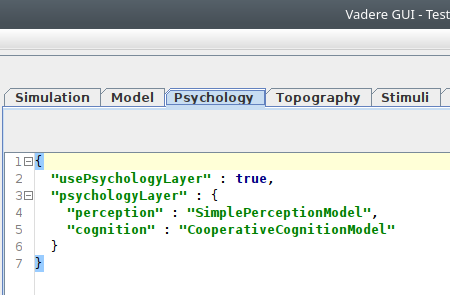 Vadere GUI - Test
Simulation Model Psychology Topography Stimuli
1 {
2 "usePsychologyLayer" : true,
3 "psychologyLayer" : {
4 "perception" : "SimplePerceptionModel",
5 "cognition" : "CooperativeCognitionModel"
6 }
7 }